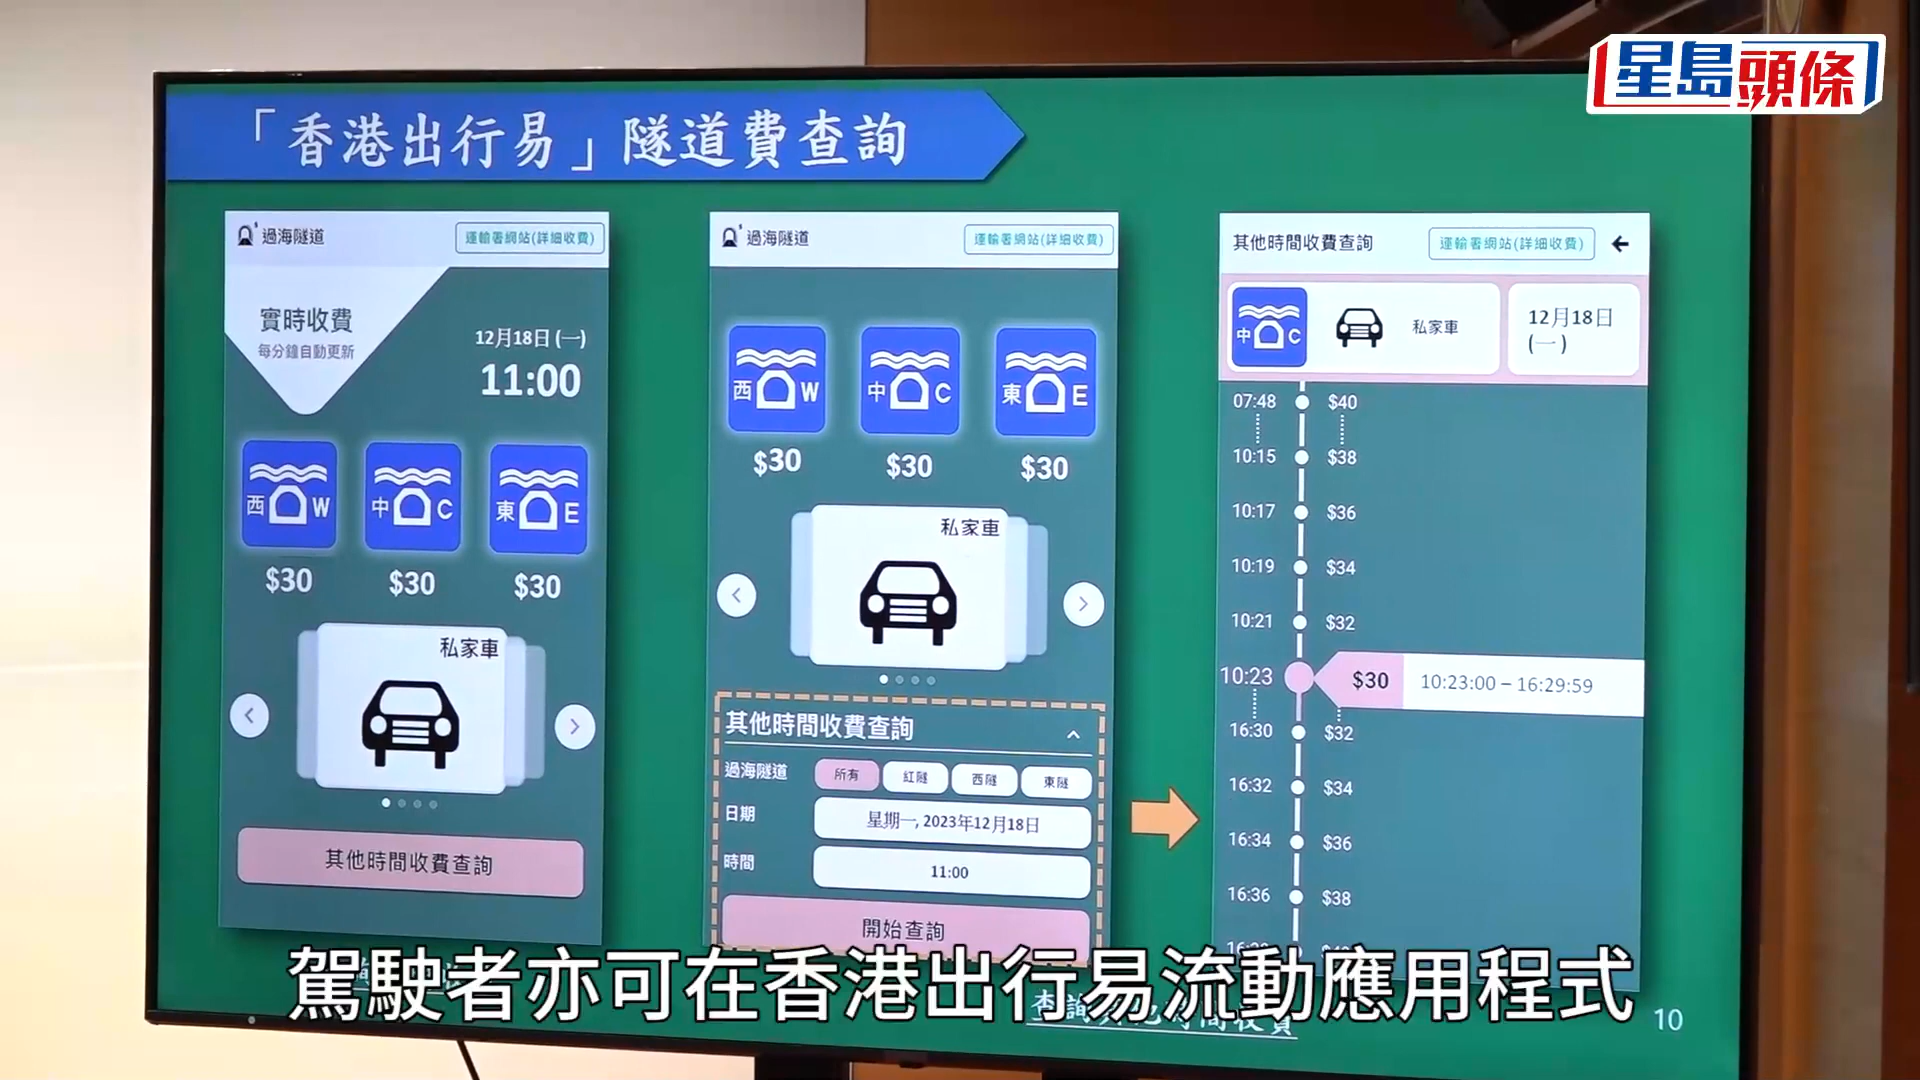 星島頭條
「香港出行易」隧道費查詢
過海隧道
運輸署網站(詳細收費)
實時收費
每分鐘自動更新
12月18日 (一)
11:00
西 W
中 C
東 E
$30
$30
$30
私家車
其他時間收費查詢
過海隧道
運輸署網站(詳細收費)
西 W
中 C
東 E
$30
$30
$30
私家車
其他時間收費查詢
過海隧道
所有
紅隧
西隧
東隧
日期
星期一, 2023年12月18日
時間
11:00
開始查詢
其他時間收費查詢
運輸署網站(詳細收費)
中 C
私家車
12月18日
(一)
07:48 $40
10:15 $38
10:17 $36
10:19 $34
10:21 $32
10:23 $30 10:23:00 – 16:29:59
16:30 $32
16:32 $34
16:34 $36
16:36 $38
駕駛者亦可在香港出行易流動應用程式
10